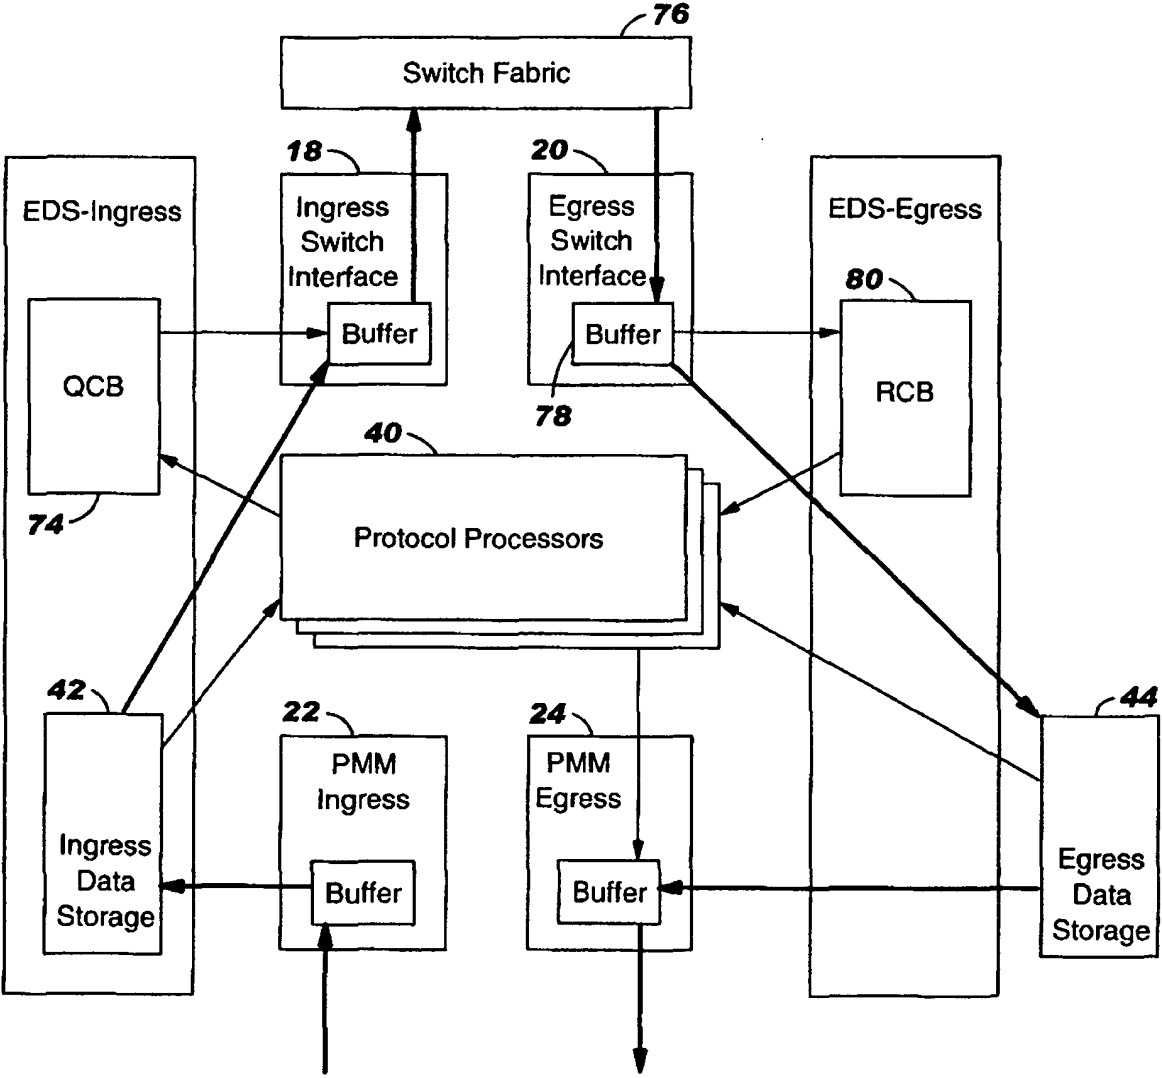 76
Switch Fabric
18
20
EDS-Ingress
Ingress
Switch
Interface
Egress
Switch
Interface
EDS-Egress
80
Buffer
Buffer
QCB
RCB
78
40
74
Protocol Processors
42
22
24
44
PMM
Ingress
PMM
Egress
Ingress
Data
Storage
Buffer
Buffer
Egress
Data
Storage